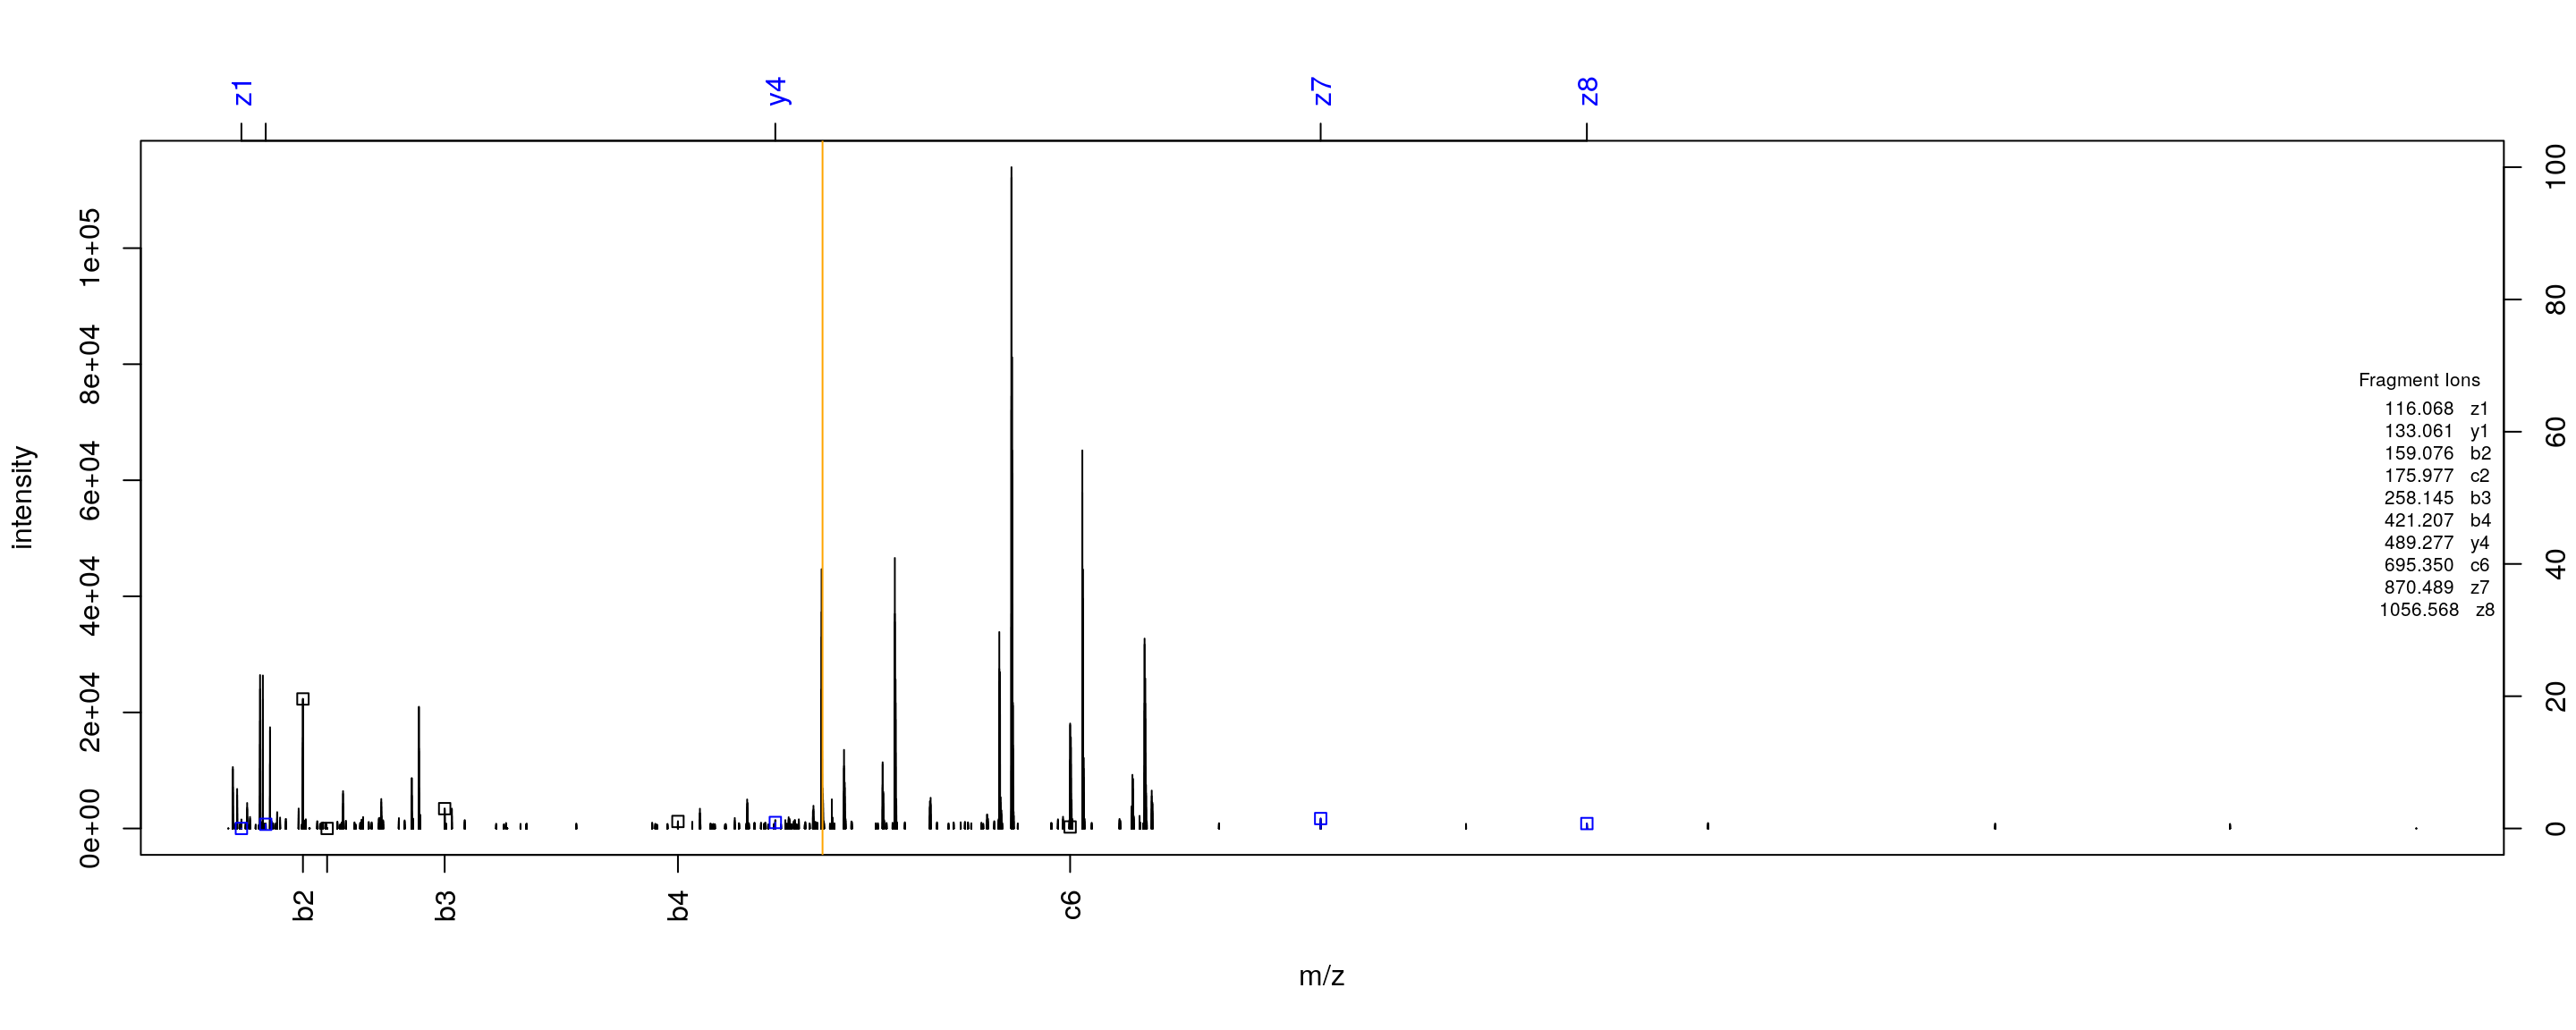 z1 y4 z7 z8
intensity
0e+00 2e+04 4e+04 6e+04 8e+04 1e+05
0 20 40 60 80 100
Fragment Ions
116.068 z1
133.061 y1
159.076 b2
175.977 c2
258.145 b3
421.207 b4
489.277 y4
695.350 c6
870.489 z7
1056.568 z8
b2 b3 b4 c6
m/z